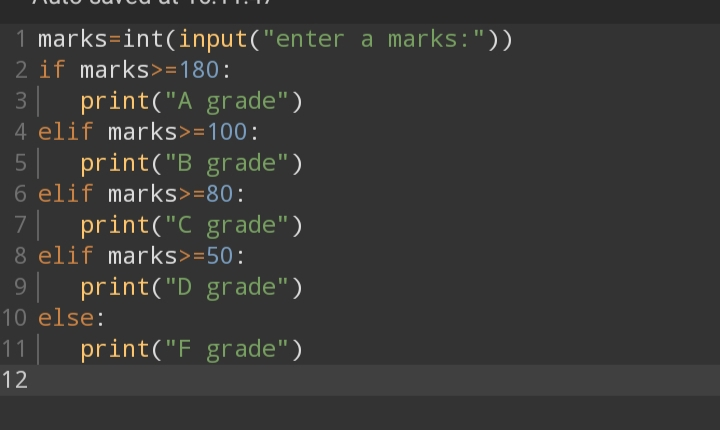 1 marks=int(input("enter a marks:"))
2 if marks>=180:
3    print("A grade")
4 elif marks>=100:
5    print("B grade")
6 elif marks>=80:
7    print("C grade")
8 elif marks>=50:
9    print("D grade")
10 else:
11    print("F grade")
12